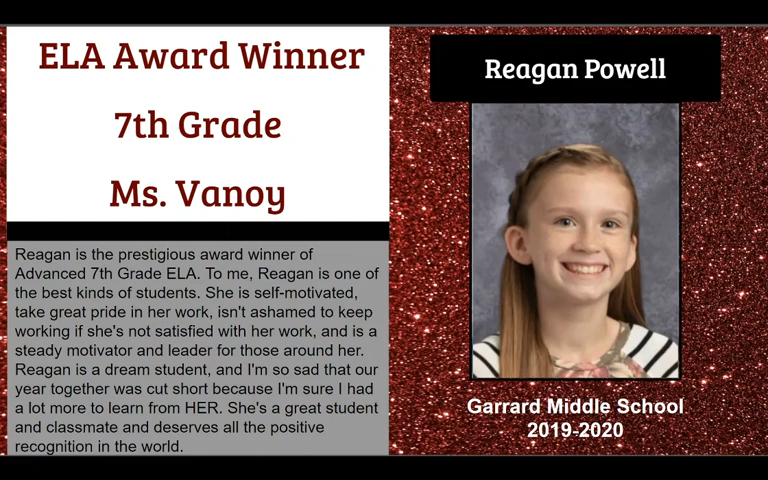 ELA Award Winner
7th Grade
Ms. Vanoy
Reagan is the prestigious award winner of
Advanced 7th Grade ELA. To me, Reagan is one of
the best kinds of students. She is self-motivated,
take great pride in her work, isn't ashamed to keep
working if she's not satisfied with her work, and is a
steady motivator and leader for those around her.
Reagan is a dream student, and I'm so sad that our
year together was cut short because I'm sure I had
a lot more to learn from HER. She's a great student
and classmate and deserves all the positive
recognition in the world.
Reagan Powell
Garrard Middle School
2019-2020